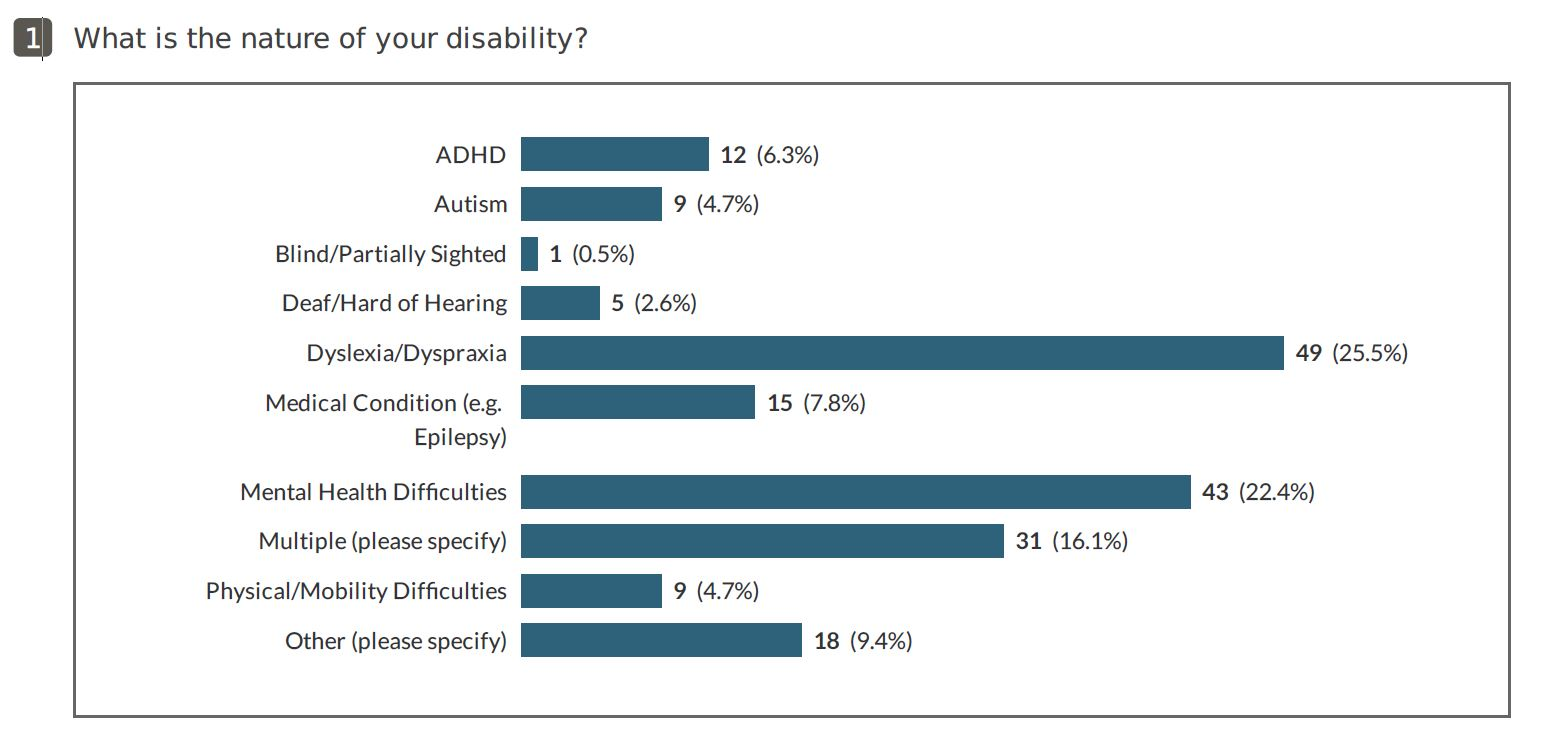 1 What is the nature of your disability?
ADHD 12 (6.3%)
Autism 9 (4.7%)
Blind/Partially Sighted 1 (0.5%)
Deaf/Hard of Hearing 5 (2.6%)
Dyslexia/Dyspraxia 49 (25.5%)
Medical Condition (e.g. 15 (7.8%)
Epilepsy)
Mental Health Difficulties 43 (22.4%)
Multiple (please specify) 31 (16.1%)
Physical/Mobility Difficulties 9 (4.7%)
Other (please specify) 18 (9.4%)